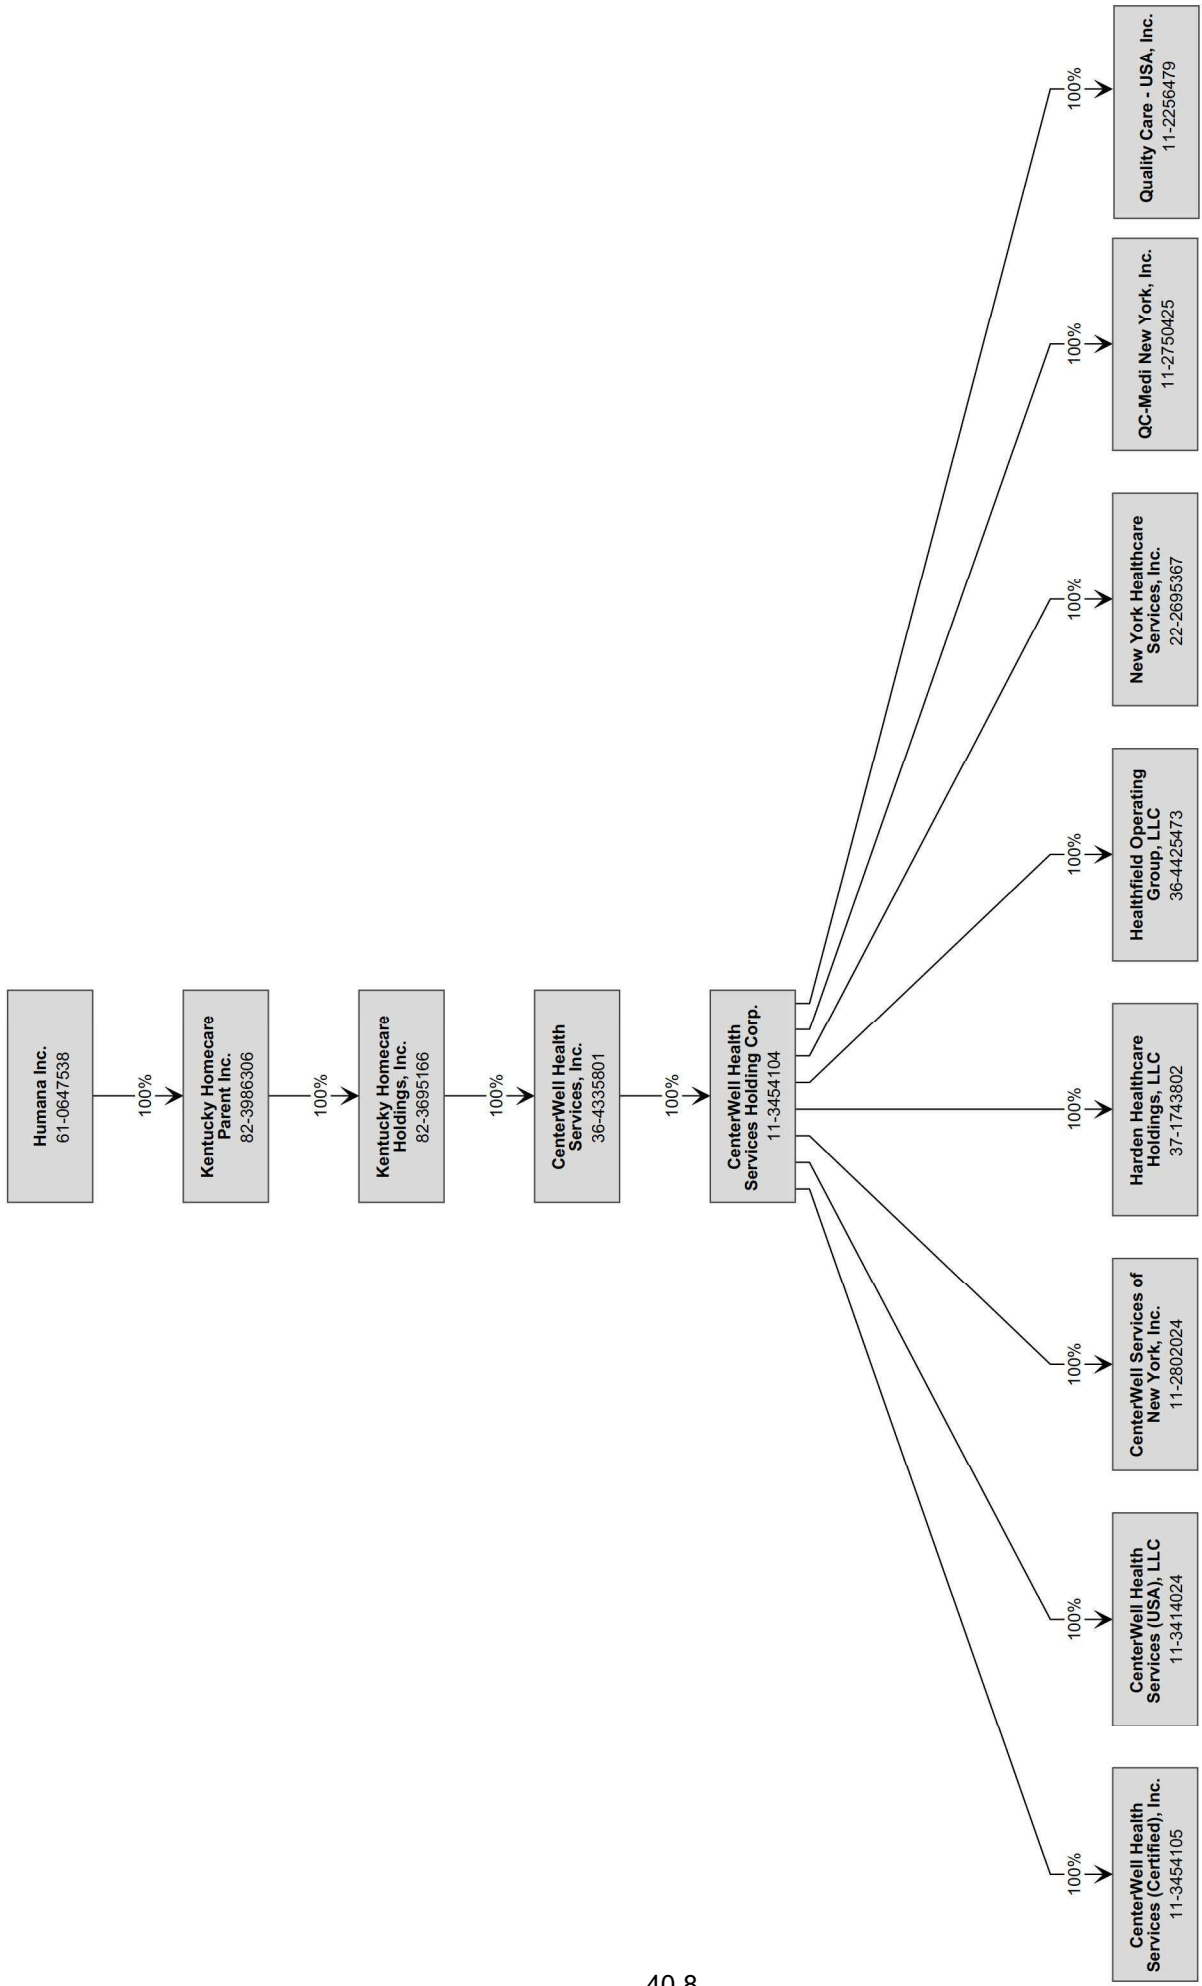 Humana Inc.
61-0647538
100%
Kentucky Homecare
Parent Inc.
82-3986306
100%
Kentucky Homecare
Holdings, Inc.
82-3695166
100%
CenterWell Health
Services, Inc.
36-4335801
100%
CenterWell Health
Services Holding Corp.
11-3454104
100%
100%
100%
100%
100%
100%
100%
100%
CenterWell Health
Services (Certified), Inc.
11-3454105
CenterWell Health
Services (USA), LLC
11-3414024
CenterWell Services of
New York, Inc.
11-2802024
Harden Healthcare
Holdings, LLC
37-1743802
Healthfield Operating
Group, LLC
36-4425473
New York Healthcare
Services, Inc.
22-2695367
QC-Medi New York, Inc.
11-2750425
Quality Care - USA, Inc.
11-2256479
40.8